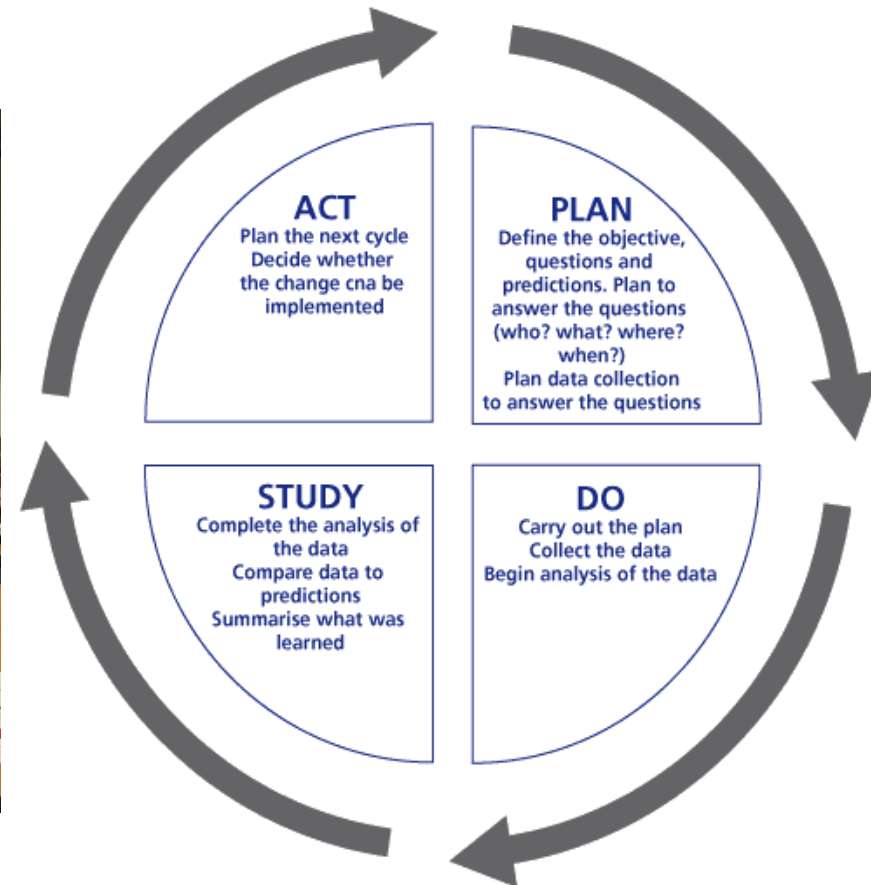 ACT
Plan the next cycle
Decide whether
the change cna be
implemented
PLAN
Define the objective,
questions and
predictions. Plan to
answer the questions
(who? what? where?
when?)
Plan data collection
to answer the questions
STUDY
Complete the analysis of
the data
Compare data to
predictions
Summarise what was
learned
DO
Carry out the plan
Collect the data
Begin analysis of the data